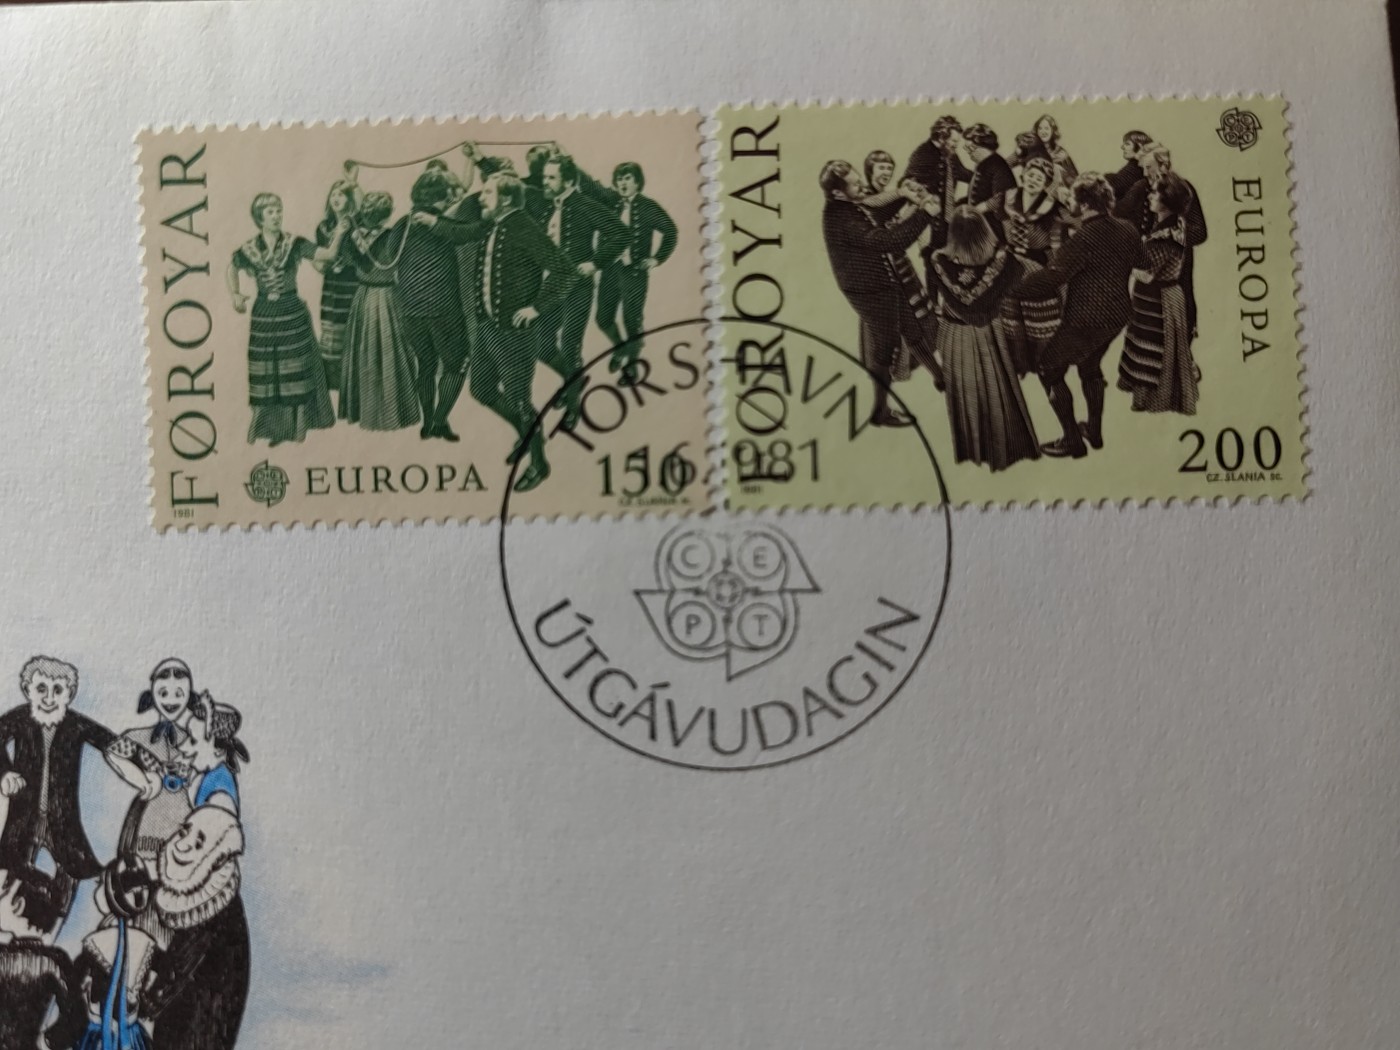 FØROYAR
EUROPA
150
1981
CZ. SLANIA sc.
FØROYAR
EUROPA
200
1981
CZ. SLANIA sc.
TÓRSHAVN
1.6.1981
CEPT
ÚTGÁVUDAGIN